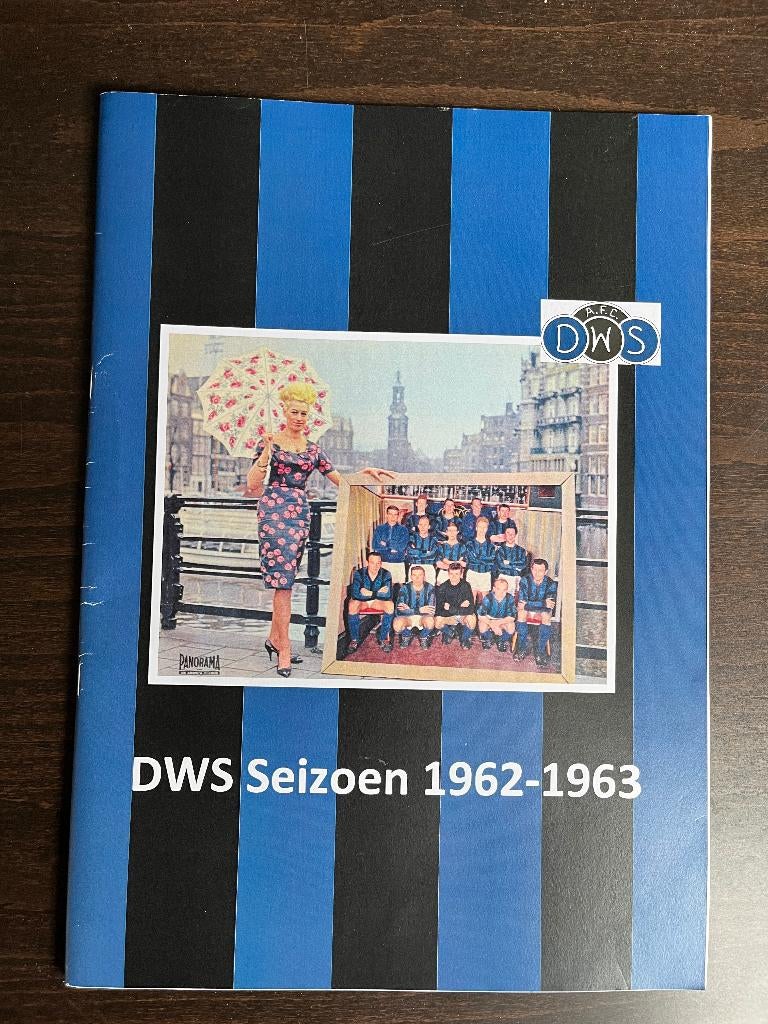 A.F.C.
DWS
PANORAMA
DWS Seizoen 1962-1963